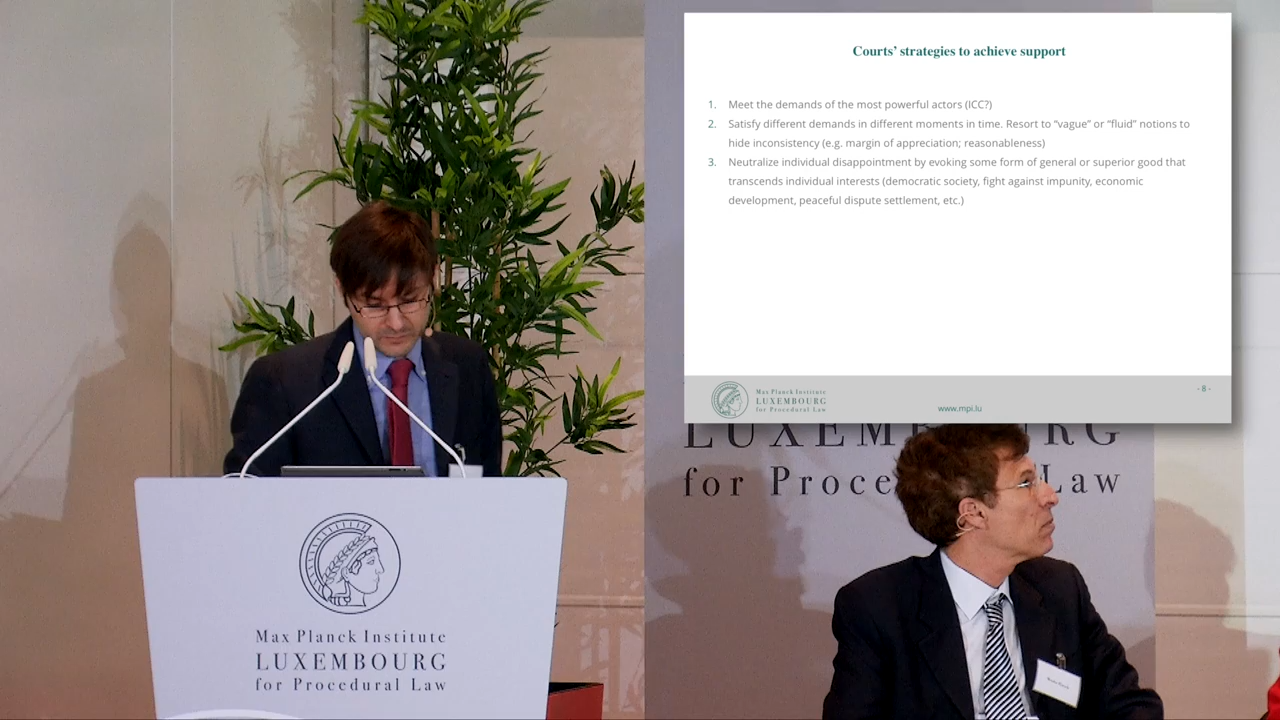 Courts' strategies to achieve support
1. Meet the demands of the most powerful actors (ICC?)
2. Satisfy different demands in different moments in time. Resort to “vague” or “fluid” notions to
hide inconsistency (e.g. margin of appreciation; reasonableness)
3. Neutralize individual disappointment by evoking some form of general or superior good that
transcends individual interests (democratic society, fight against impunity, economic
development, peaceful dispute settlement, etc.)
Max Planck Institute
LUXEMBOURG
for Procedural Law
www.mpi.lu
- 8 -
for Law
Max Planck Institute
LUXEMBOURG
for Procedural Law